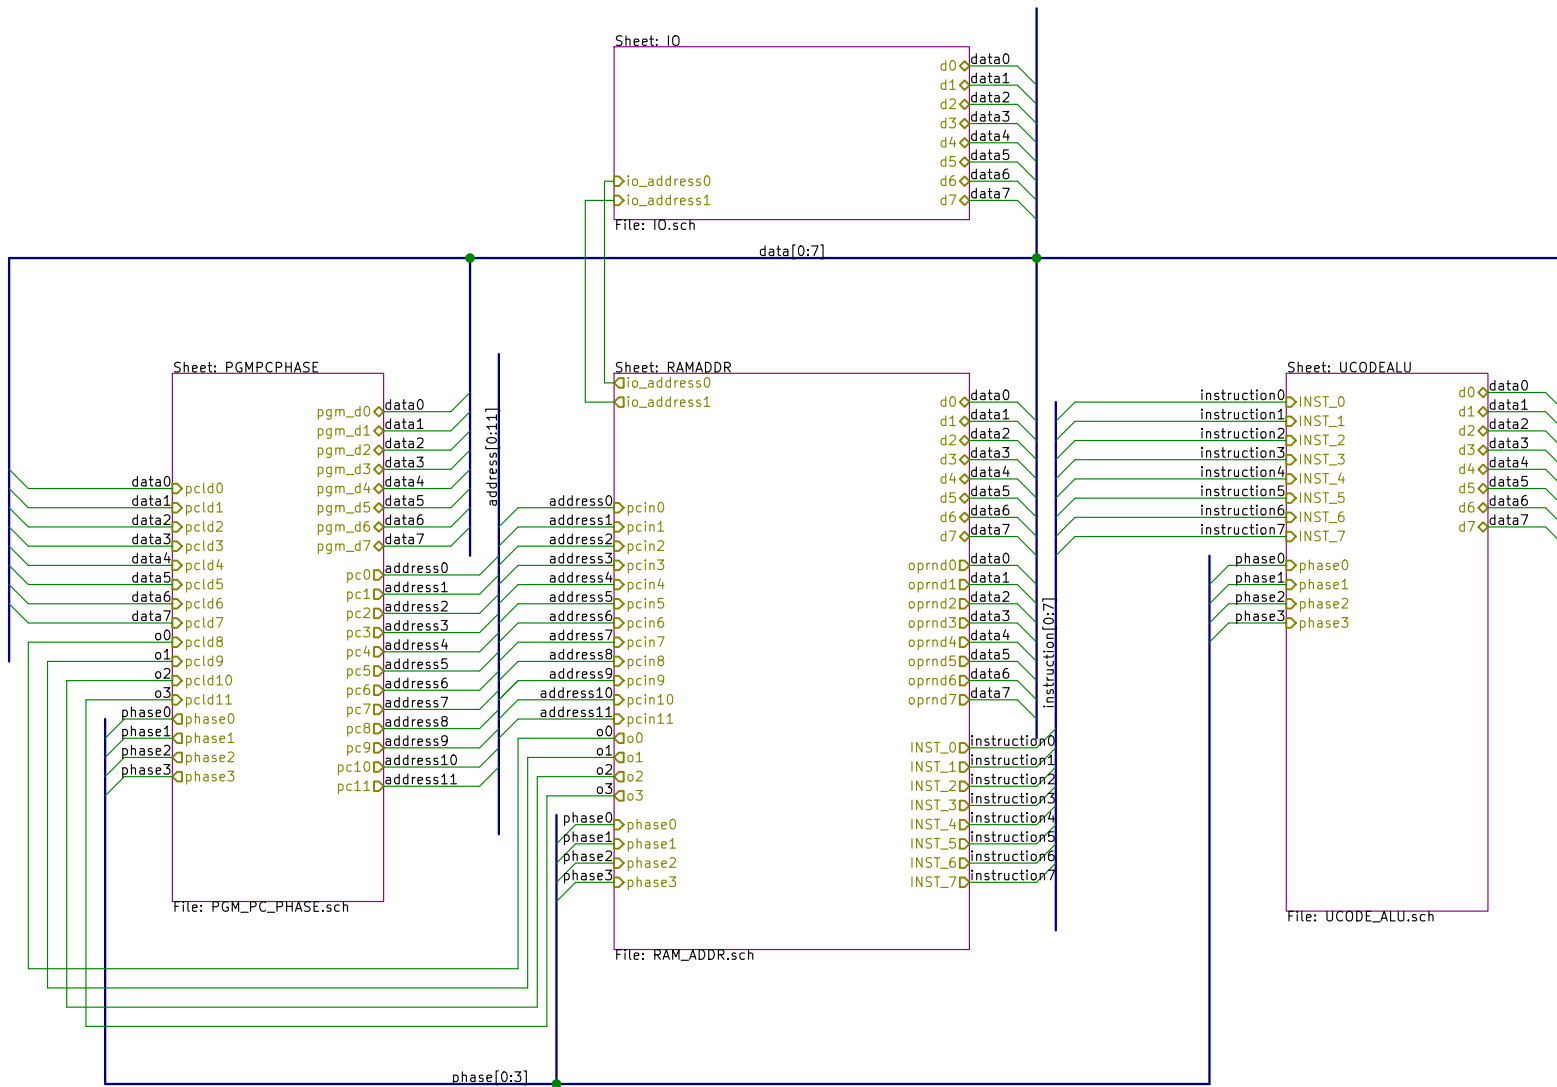 Sheet: IO
d0 data0
d1 data1
d2 data2
d3 data3
d4 data4
d5 data5
io_address0 d6 data6
io_address1 d7 data7
File: IO.sch
data[0:7]
Sheet: PGMPCPHASE
pgm_d0 data0
pgm_d1 data1
pgm_d2 data2
pgm_d3 data3
data0 pcld0 pgm_d4 data4
data1 pcld1 pgm_d5 data5
data2 pcld2 pgm_d6 data6
data3 pcld3 pgm_d7 data7
data4 pcld4 pc0 address0
data5 pcld5 pc1 address1
data6 pcld6 pc2 address2
data7 pcld7 pc3 address3
o0 pcld8 pc4 address4
o1 pcld9 pc5 address5
o2 pcld10 pc6 address6
o3 pcld11 pc7 address7
phase0 phase0 pc8 address8
phase1 phase1 pc9 address9
phase2 phase2 pc10 address10
phase3 phase3 pc11 address11
File: PGM_PC_PHASE.sch
address[0:11]
Sheet: RAMADDR
io_address0
io_address1 d0 data0
d1 data1
d2 data2
d3 data3
d4 data4
d5 data5
d6 data6
d7 data7
address0 pcin0
address1 pcin1
address2 pcin2
address3 pcin3 oprnd0 data0
address4 pcin4 oprnd1 data1
address5 pcin5 oprnd2 data2
address6 pcin6 oprnd3 data3
address7 pcin7 oprnd4 data4
address8 pcin8 oprnd5 data5
address9 pcin9 oprnd6 data6
address10 pcin10 oprnd7 data7
address11 pcin11
o0 o0
o1 o1
o2 o2
o3 o3
INST_0 instruction0
INST_1 instruction1
INST_2 instruction2
INST_3 instruction3
phase0 phase0 INST_4 instruction4
phase1 phase1 INST_5 instruction5
phase2 phase2 INST_6 instruction6
phase3 phase3 INST_7 instruction7
File: RAM_ADDR.sch
instruction[0:7]
Sheet: UCODEALU
d0 data0
instruction0 INST_0 d1 data1
instruction1 INST_1 d2 data2
instruction2 INST_2 d3 data3
instruction3 INST_3 d4 data4
instruction4 INST_4 d5 data5
instruction5 INST_5 d6 data6
instruction6 INST_6 d7 data7
instruction7 INST_7
phase0 phase0
phase1 phase1
phase2 phase2
phase3 phase3
File: UCODE_ALU.sch
phase[0:3]